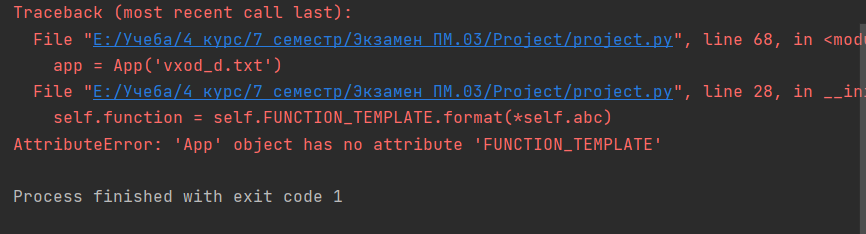 Traceback (most recent call last):
File "E:/Учеба/4 курс/7 семестр/Экзамен ПМ.03/Project/project.py", line 68, in <modu
app = App('vxod_d.txt')
File "E:/Учеба/4 курс/7 семестр/Экзамен ПМ.03/Project/project.py", line 28, in __in
self.function = self.FUNCTION_TEMPLATE.format(*self.abc)
AttributeError: 'App' object has no attribute 'FUNCTION_TEMPLATE'
Process finished with exit code 1